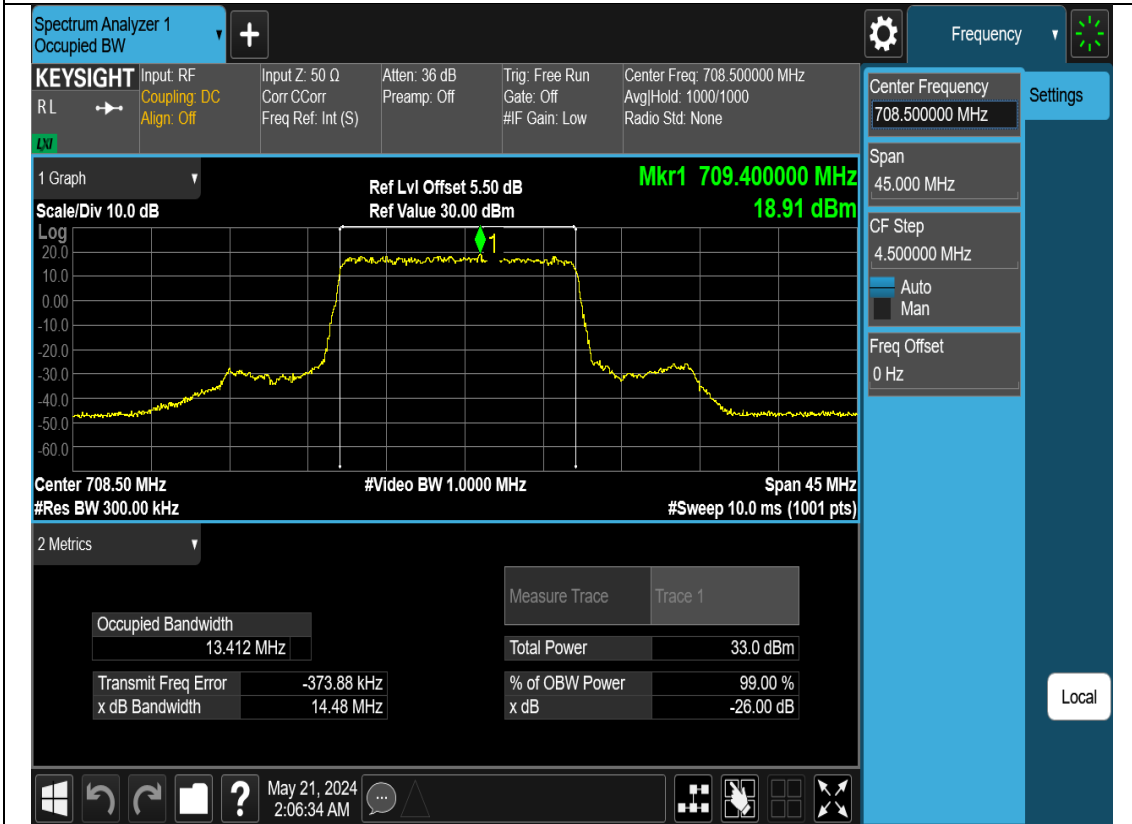 Spectrum Analyzer 1
Occupied BW
▼
+
Frequency
▼
KEYSIGHT
RL
LXI
Input: RF
Coupling: DC
Align: Off
Input Z: 50 Ω
Corr CCorr
Freq Ref: Int (S)
Atten: 36 dB
Preamp: Off
Trig: Free Run
Gate: Off
#IF Gain: Low
Center Freq: 708.500000 MHz
Avg|Hold: 1000/1000
Radio Std: None
Center Frequency
708.500000 MHz
Settings
Span
45.000 MHz
CF Step
4.500000 MHz
Auto
Man
Freq Offset
0 Hz
Local
1 Graph ▼
Ref Lvl Offset 5.50 dB
Mkr1 709.400000 MHz
Scale/Div 10.0 dB
Ref Value 30.00 dBm
18.91 dBm
Log
20.0
10.0
0.00
-10.0
-20.0
-30.0
-40.0
-50.0
-60.0
1
Center 708.50 MHz
#Video BW 1.0000 MHz
Span 45 MHz
#Res BW 300.00 kHz
#Sweep 10.0 ms (1001 pts)
2 Metrics ▼
Measure Trace Trace 1
Occupied Bandwidth
13.412 MHz
Total Power 33.0 dBm
Transmit Freq Error -373.88 kHz
% of OBW Power 99.00 %
x dB Bandwidth 14.48 MHz
x dB -26.00 dB
?
May 21, 2024
2:06:34 AM